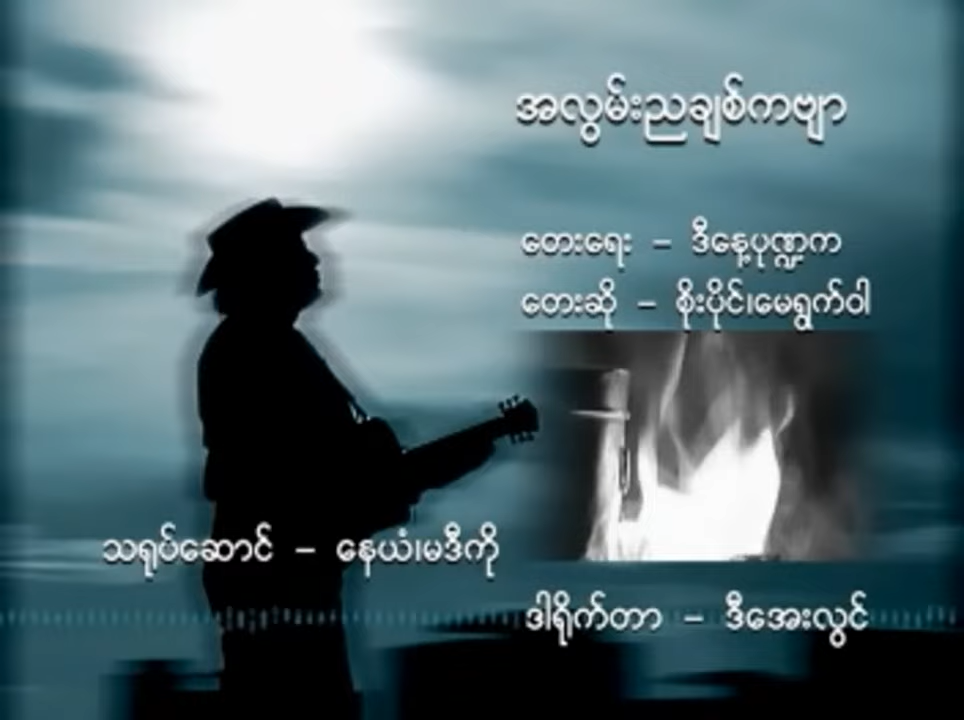 အလွမ်းညချစ်ကဗျာ
တေးရေး – ဒီနေ့ပုဏ္ဍက
တေးဆို – စိုးပိုင်၊မေရွက်ဝါ
သရုပ်ဆောင် – နေယံ၊မဒီကို
ဒါရိုက်တာ – ဒီအေးလွင်